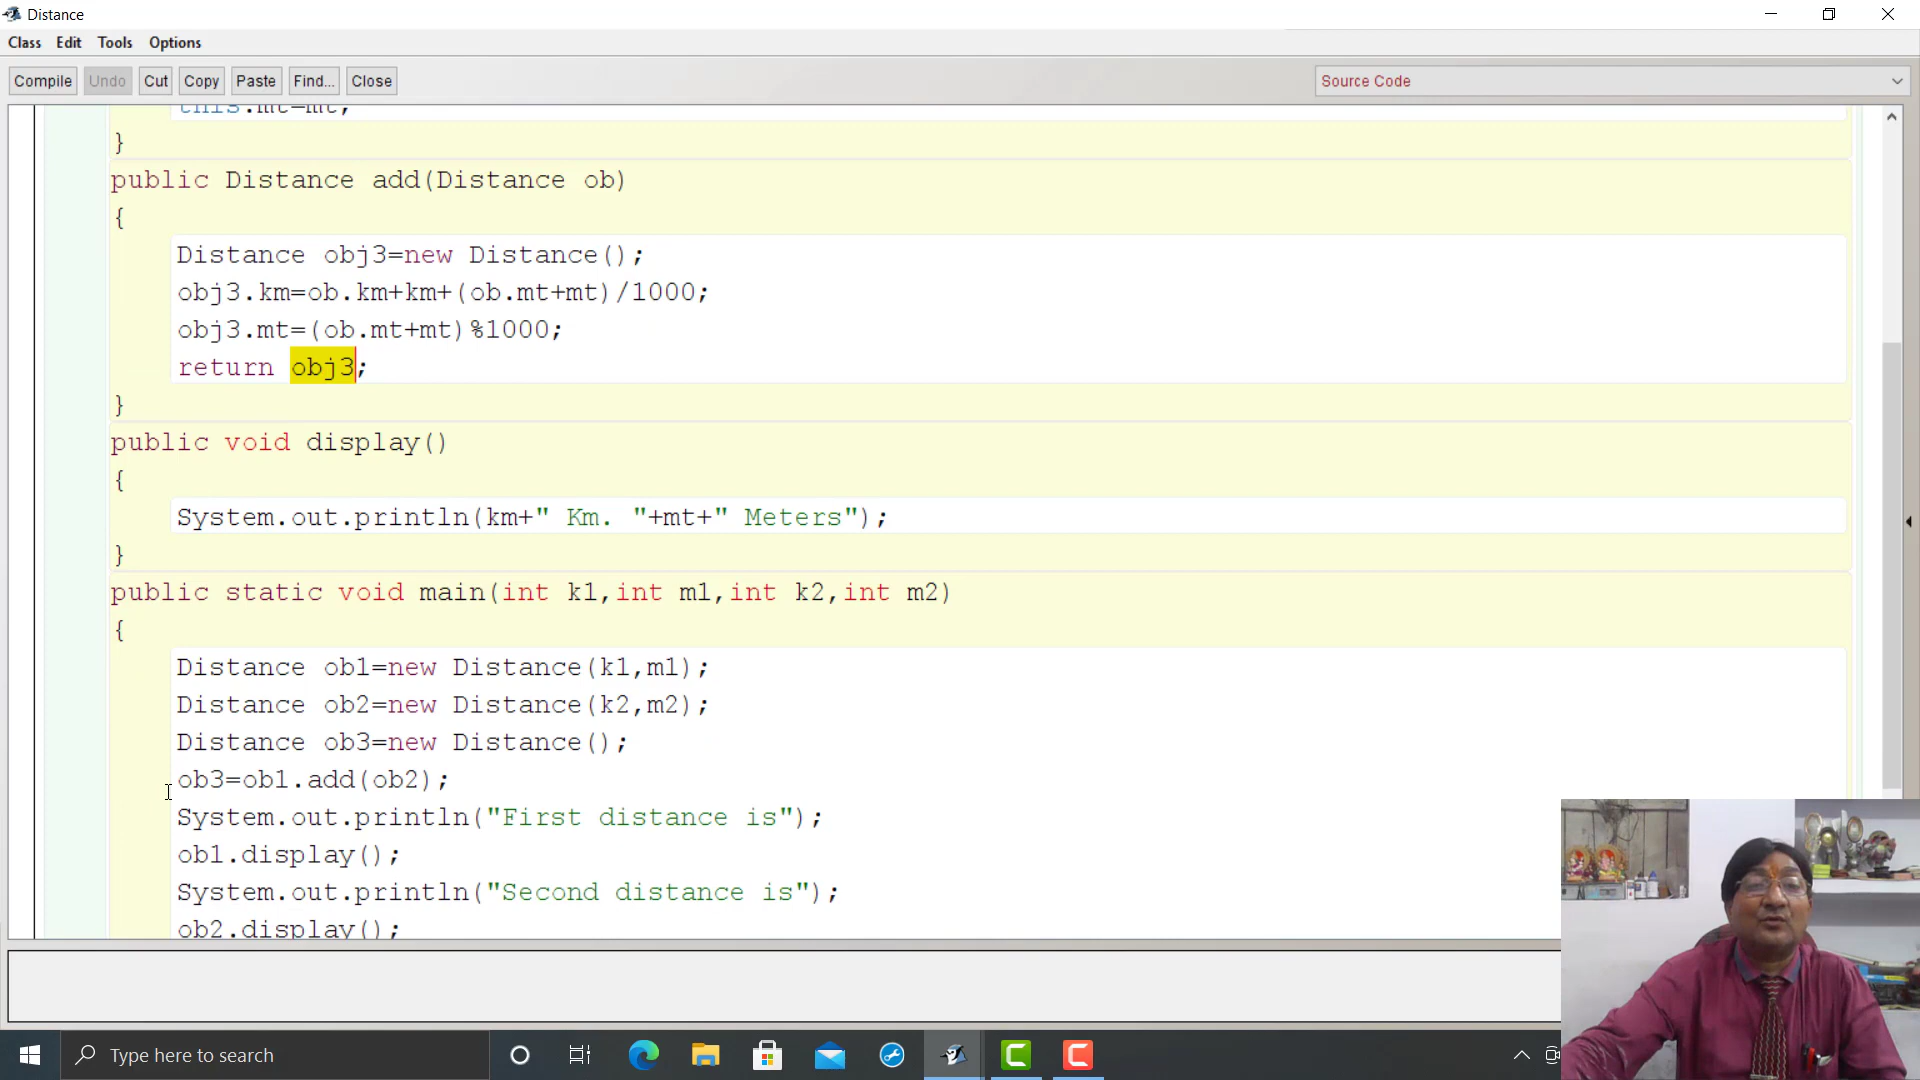 Distance
Class Edit Tools Options
Compile Undo Cut Copy Paste Find... Close Source Code
this.mt=mt;
}
public Distance add(Distance ob)
{
Distance obj3=new Distance();
obj3.km=ob.km+km+(ob.mt+mt)/1000;
obj3.mt=(ob.mt+mt)%1000;
return obj3;
}
public void display()
{
System.out.println(km+" Km. "+mt+" Meters");
}
public static void main(int k1,int m1,int k2,int m2)
{
Distance ob1=new Distance(k1,m1);
Distance ob2=new Distance(k2,m2);
Distance ob3=new Distance();
ob3=ob1.add(ob2);
System.out.println("First distance is");
ob1.display();
System.out.println("Second distance is");
ob2.display();
Type here to search